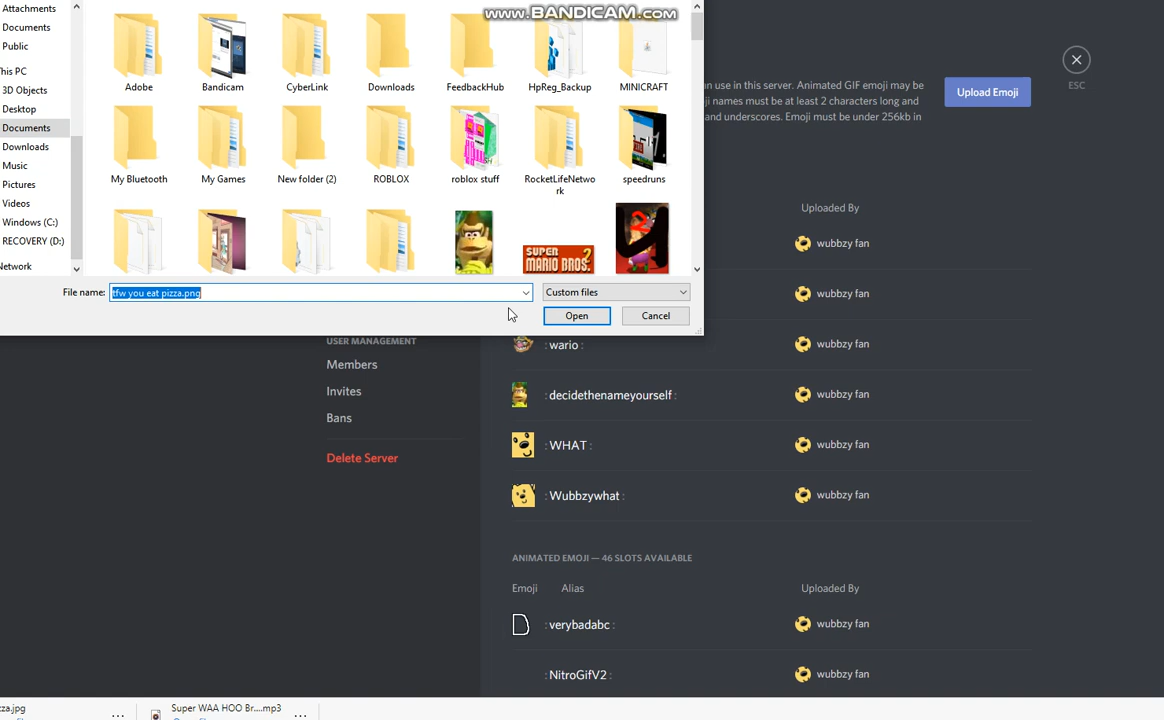 www.BANDICAM.com
Attachments
Documents
Public
his PC
3D Objects
Desktop
Documents
Downloads
Music
Pictures
Videos
Windows (C:)
RECOVERY (D:)
Network
Adobe
Bandicam
CyberLink
Downloads
FeedbackHub
HpReg_Backup
MINICRAFT
My Bluetooth
My Games
New folder (2)
ROBLOX
roblox stuff
RocketLifeNetwo
rk
speedruns
SUPER
MARIO BROS. 2
File name:
tfw you eat pizza.png
Custom files
Open
Cancel
n use in this server. Animated GIF emoji may be
ji names must be at least 2 characters long and
and underscores. Emoji must be under 256kb in
Upload Emoji
ESC
USER MANAGEMENT
Members
Invites
Bans
Delete Server
Uploaded By
wubbzy fan
wubbzy fan
: wario :
wubbzy fan
: decidethenameyourself :
wubbzy fan
: WHAT :
wubbzy fan
: Wubbzywhat :
wubbzy fan
ANIMATED EMOJI — 46 SLOTS AVAILABLE
Emoji
Alias
Uploaded By
: verybadabc :
wubbzy fan
: NitroGifV2 :
wubbzy fan
zza.jpg
...
Super WAA HOO Br....mp3
...